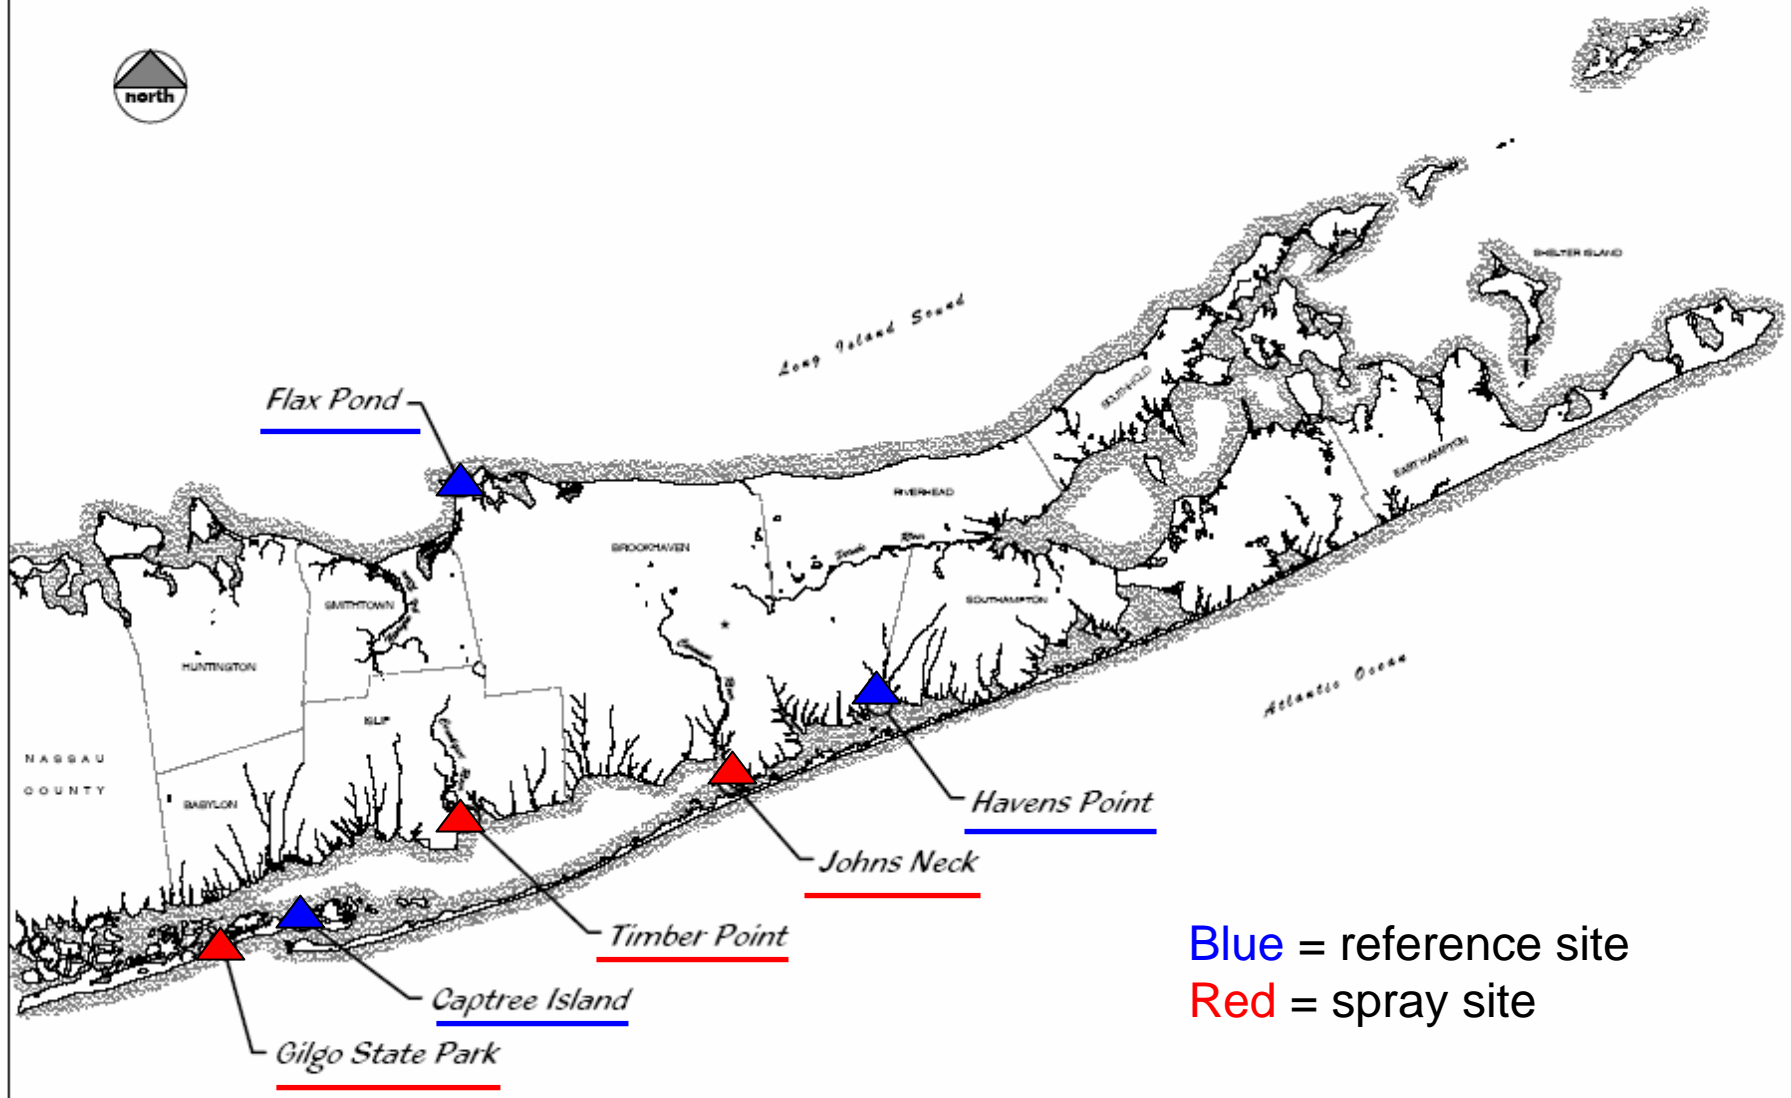 north
SHELTER ISLAND
Long Island Sound
SOUTHOLD
Flax Pond
EAST HAMPTON
RIVERHEAD
BROOKHAVEN
River
SMITHTOWN
SOUTHAMPTON
HUNTINGTON
Atlantic Ocean
ISLIP
NASSAU
COUNTY
BABYLON
Havens Point
Johns Neck
Timber Point
Captree Island
Gilgo State Park
Blue = reference site
Red = spray site